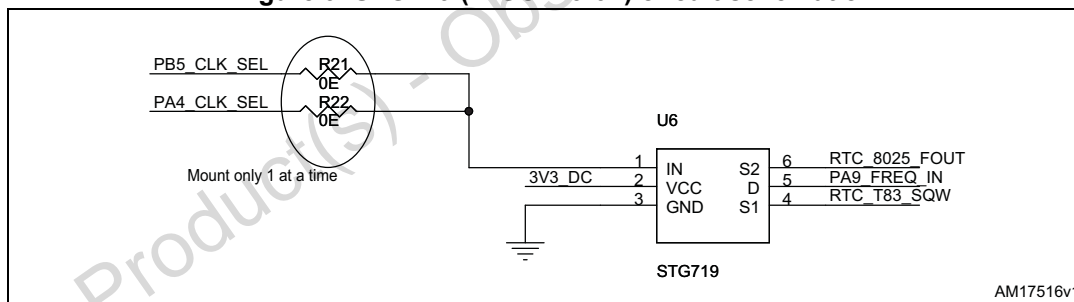 PB5_CLK_SEL
R21
0E
PA4_CLK_SEL
R22
0E
Mount only 1 at a time
U6
1 IN S2 6 RTC_8025_FOUT
3V3_DC 2 VCC D 5 PA9_FREQ_IN
3 GND S1 4 RTC_T83_SQW
STG719
AM17516v1
Product(s) -